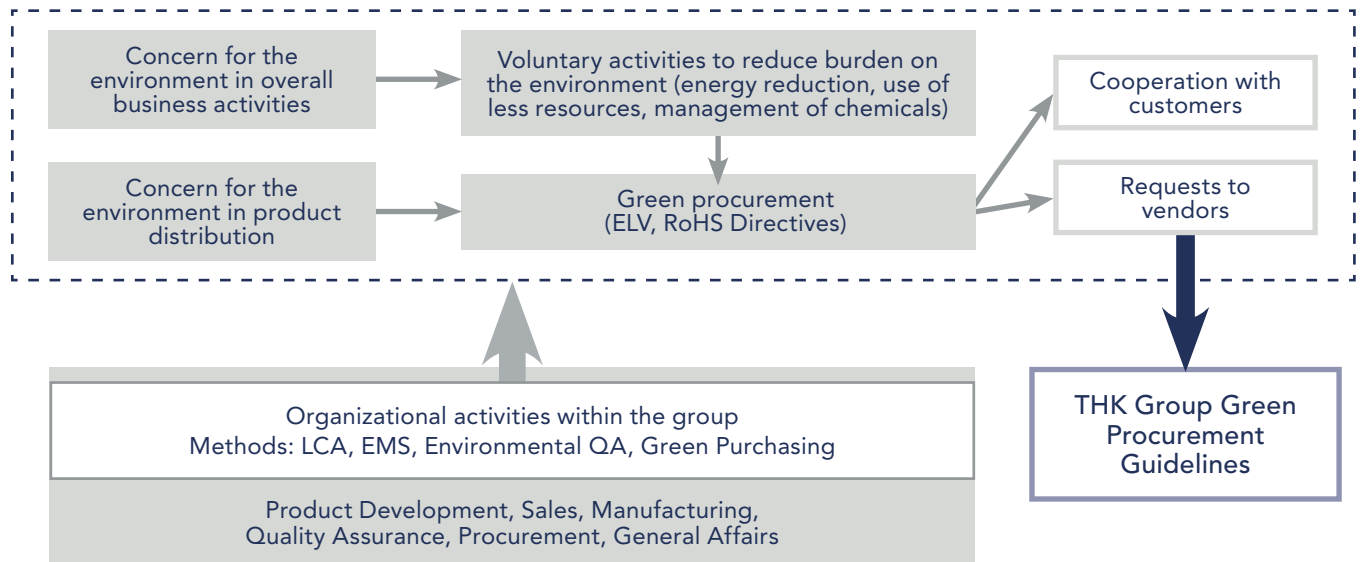 Concern for the
environment in overall
business activities
Voluntary activities to reduce burden on
the environment (energy reduction, use of
less resources, management of chemicals)
Cooperation with
customers
Concern for the
environment in product
distribution
Green procurement
(ELV, RoHS Directives)
Requests to
vendors
Organizational activities within the group
Methods: LCA, EMS, Environmental QA, Green Purchasing
Product Development, Sales, Manufacturing,
Quality Assurance, Procurement, General Affairs
THK Group Green
Procurement
Guidelines